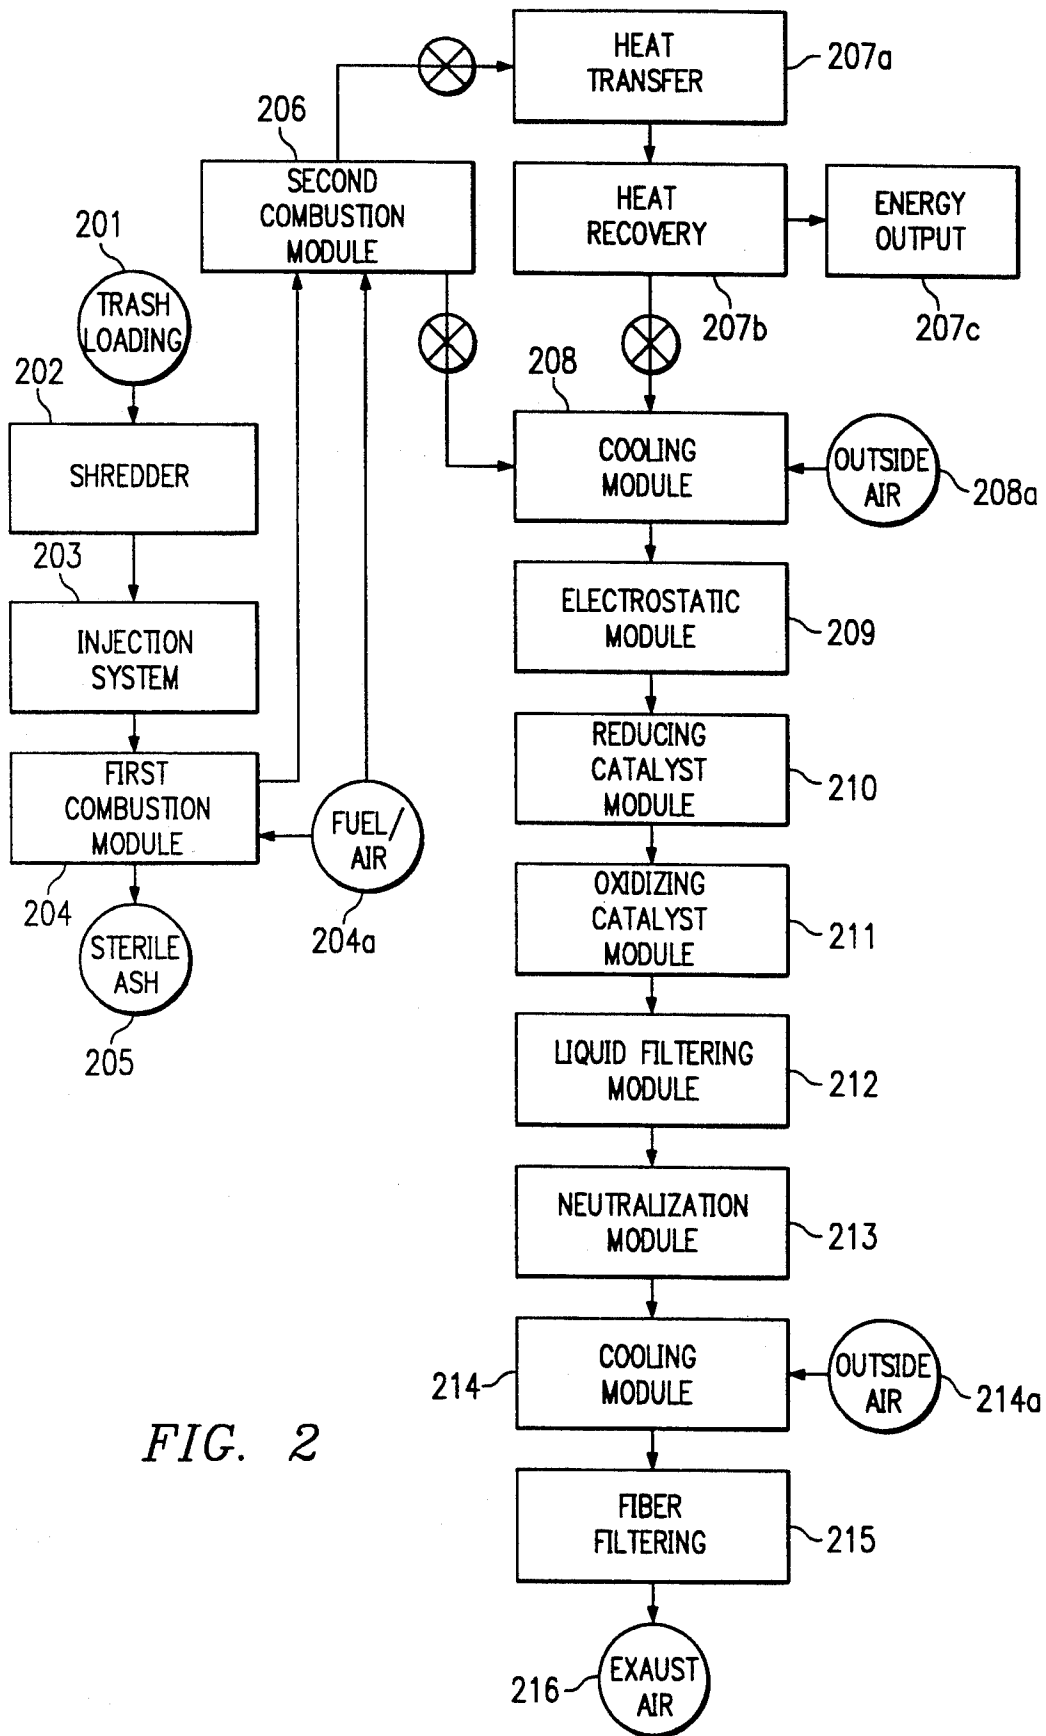 HEAT
TRANSFER
207a
206
SECOND
COMBUSTION
MODULE
HEAT
RECOVERY
207b
ENERGY
OUTPUT
207c
201
TRASH
LOADING
202
SHREDDER
203
INJECTION
SYSTEM
FIRST
COMBUSTION
MODULE
204
FUEL/
AIR
204a
STERILE
ASH
205
208
COOLING
MODULE
OUTSIDE
AIR
208a
ELECTROSTATIC
MODULE
209
REDUCING
CATALYST
MODULE
210
OXIDIZING
CATALYST
MODULE
211
LIQUID FILTERING
MODULE
212
NEUTRALIZATION
MODULE
213
COOLING
MODULE
214
OUTSIDE
AIR
214a
FIBER
FILTERING
215
EXAUST
AIR
216
FIG. 2